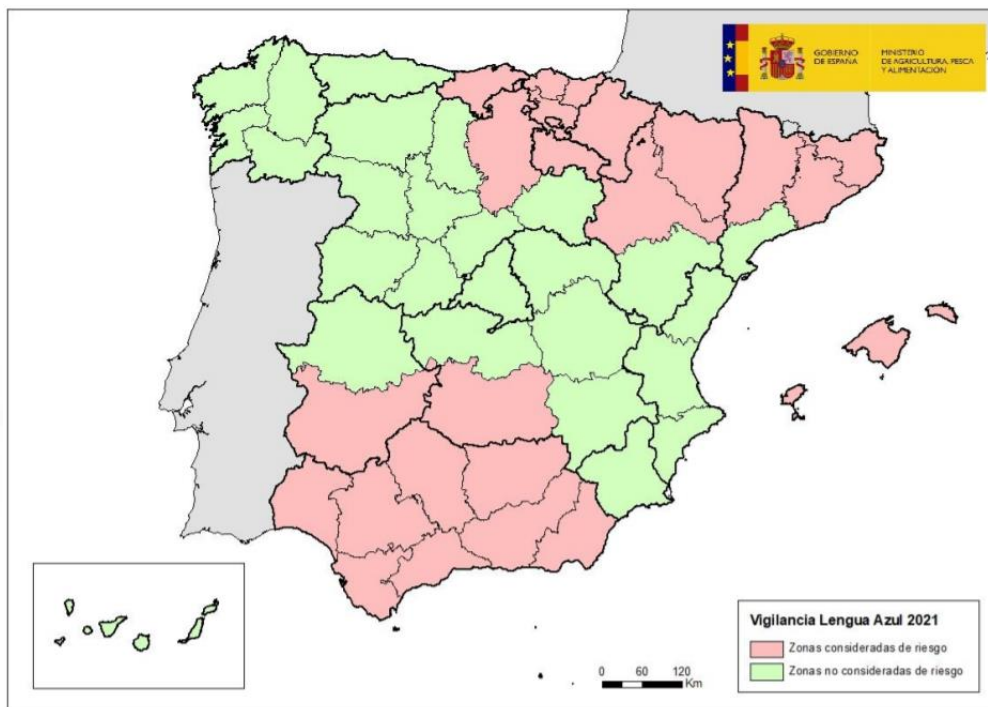 GOBIERNO
DE ESPAÑA
MINISTERIO
DE AGRICULTURA, PESCA
Y ALIMENTACIÓN
Vigilancia Lengua Azul 2021
Zonas consideradas de riesgo
Zonas no consideradas de riesgo
0 60 120
Km